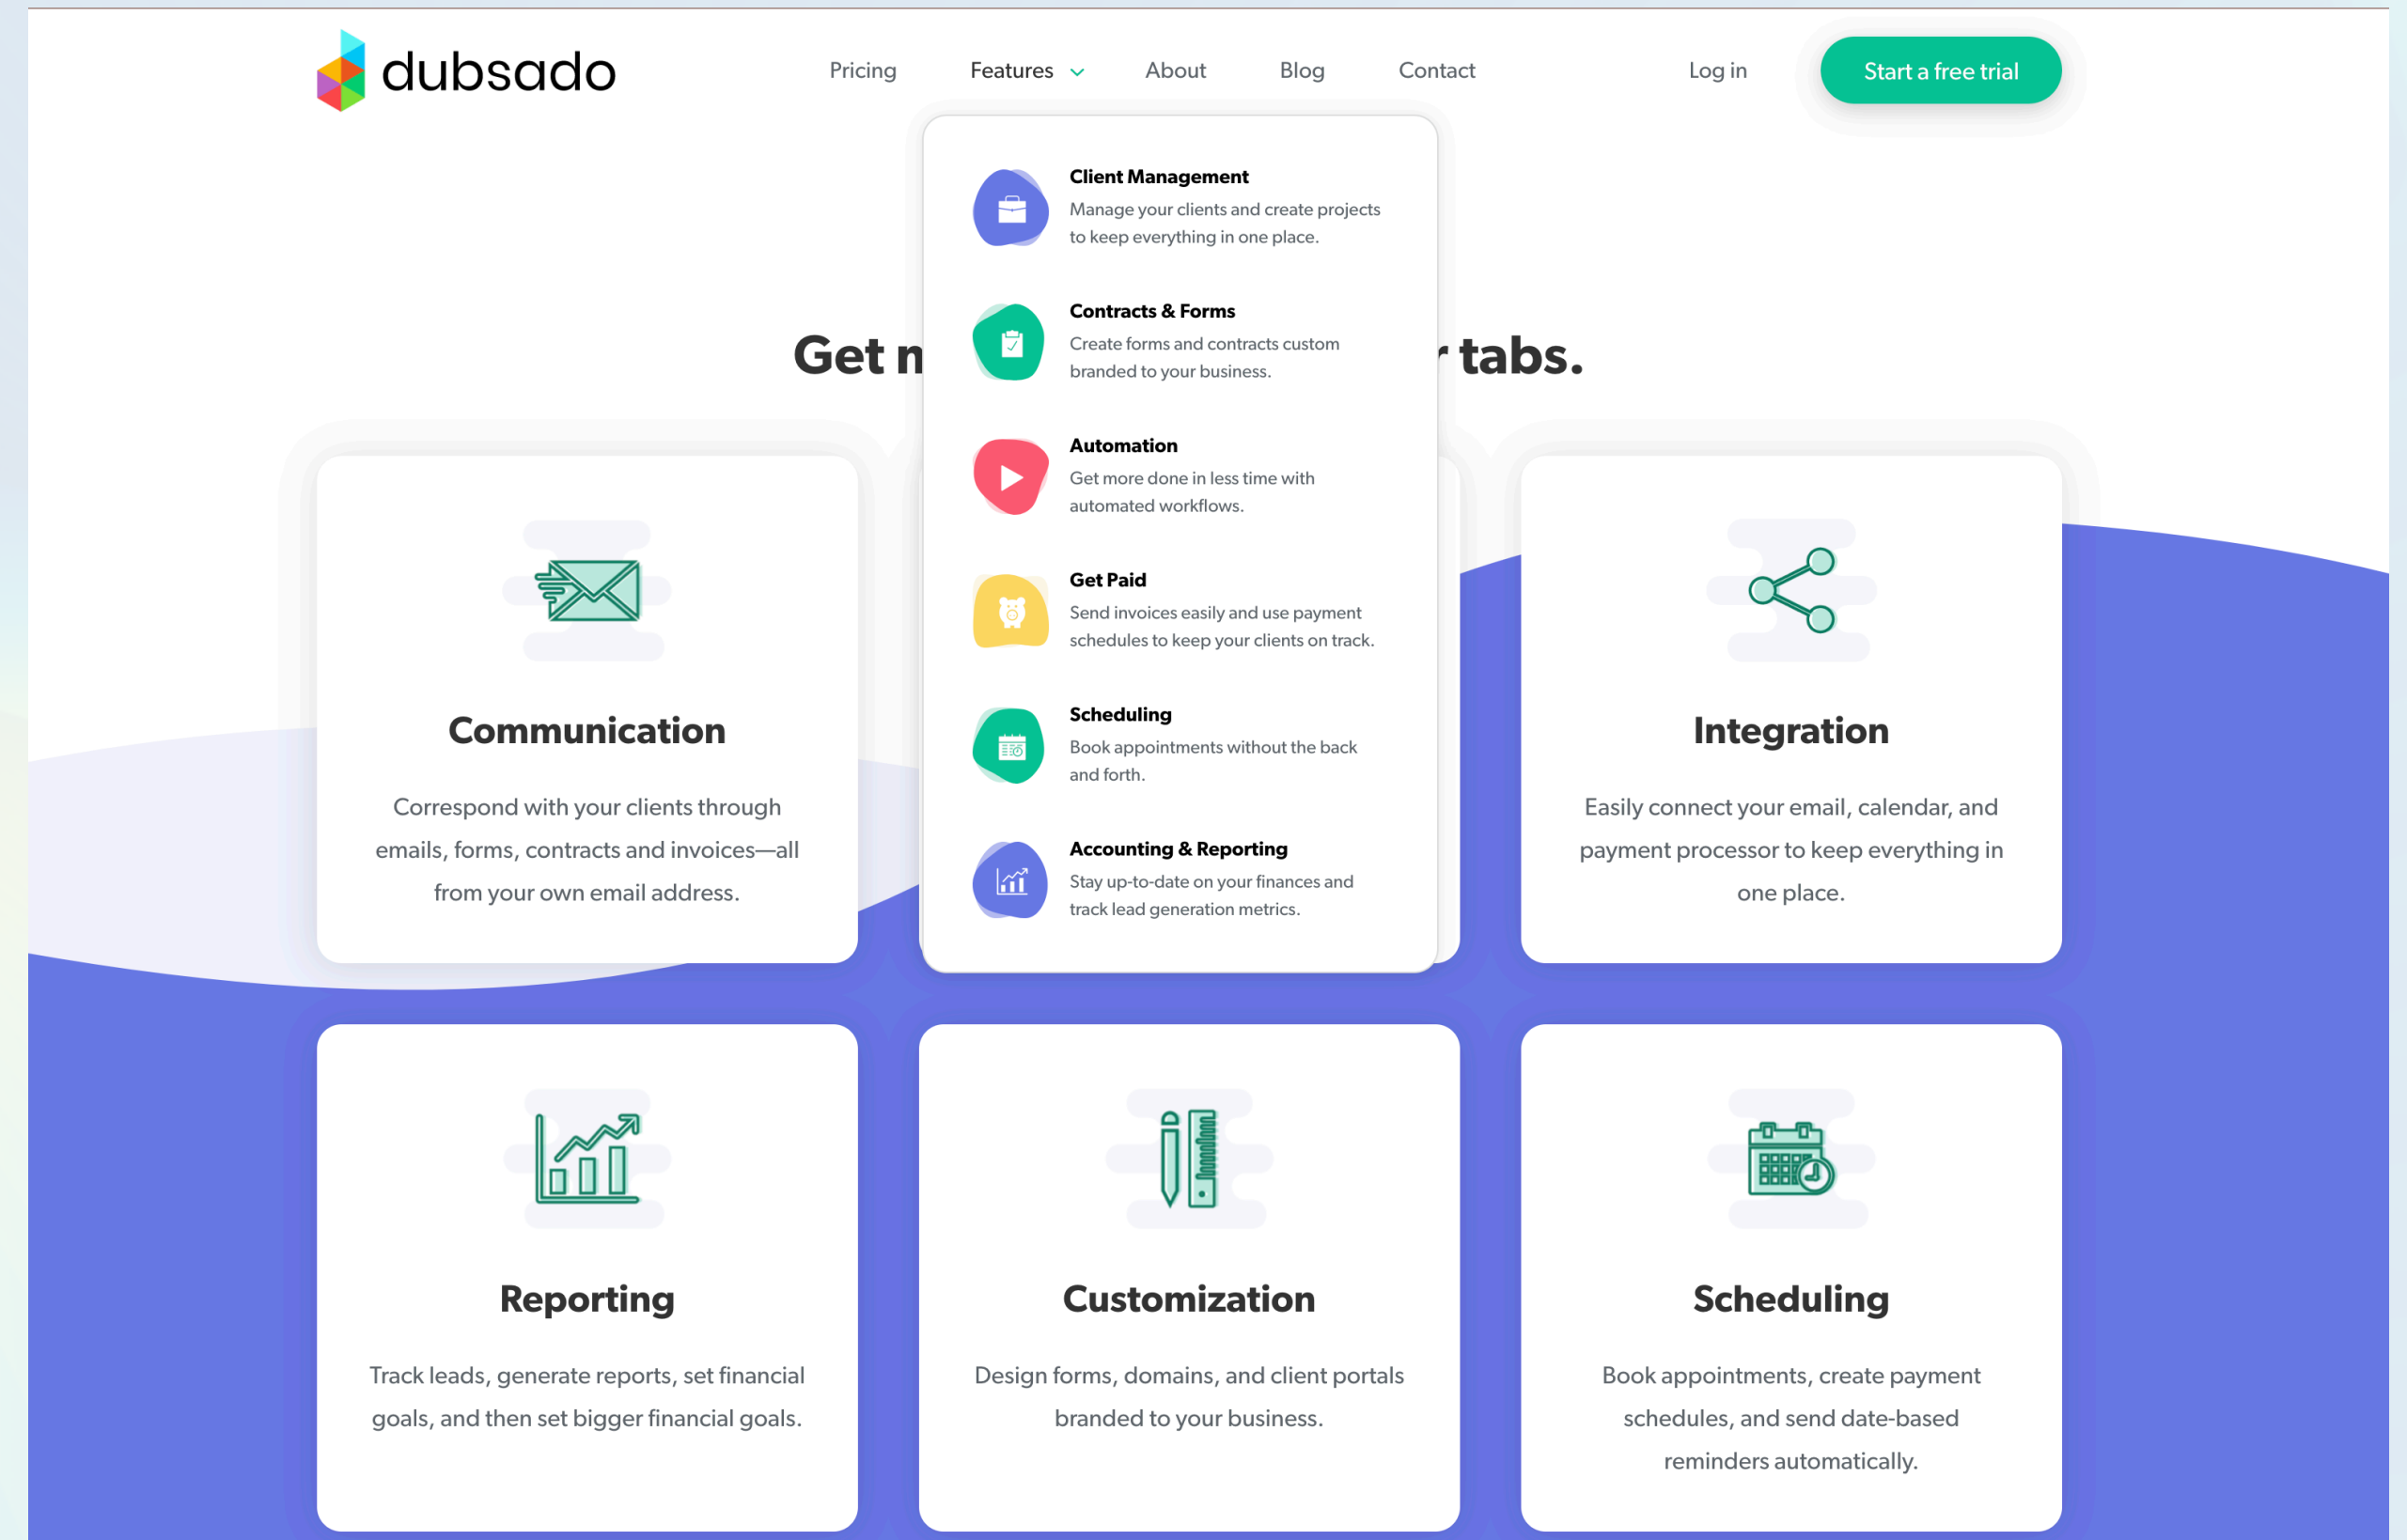 dubsado
Pricing
Features
About
Blog
Contact
Log in
Start a free trial
Client Management
Manage your clients and create projects
to keep everything in one place.
Contracts & Forms
Create forms and contracts custom
branded to your business.
Automation
Get more done in less time with
automated workflows.
Get Paid
Send invoices easily and use payment
schedules to keep your clients on track.
Scheduling
Book appointments without the back
and forth.
Accounting & Reporting
Stay up-to-date on your finances and
track lead generation metrics.
Get
tabs.
Communication
Correspond with your clients through
emails, forms, contracts and invoices—all
from your own email address.
Integration
Easily connect your email, calendar, and
payment processor to keep everything in
one place.
Reporting
Track leads, generate reports, set financial
goals, and then set bigger financial goals.
Customization
Design forms, domains, and client portals
branded to your business.
Scheduling
Book appointments, create payment
schedules, and send date-based
reminders automatically.